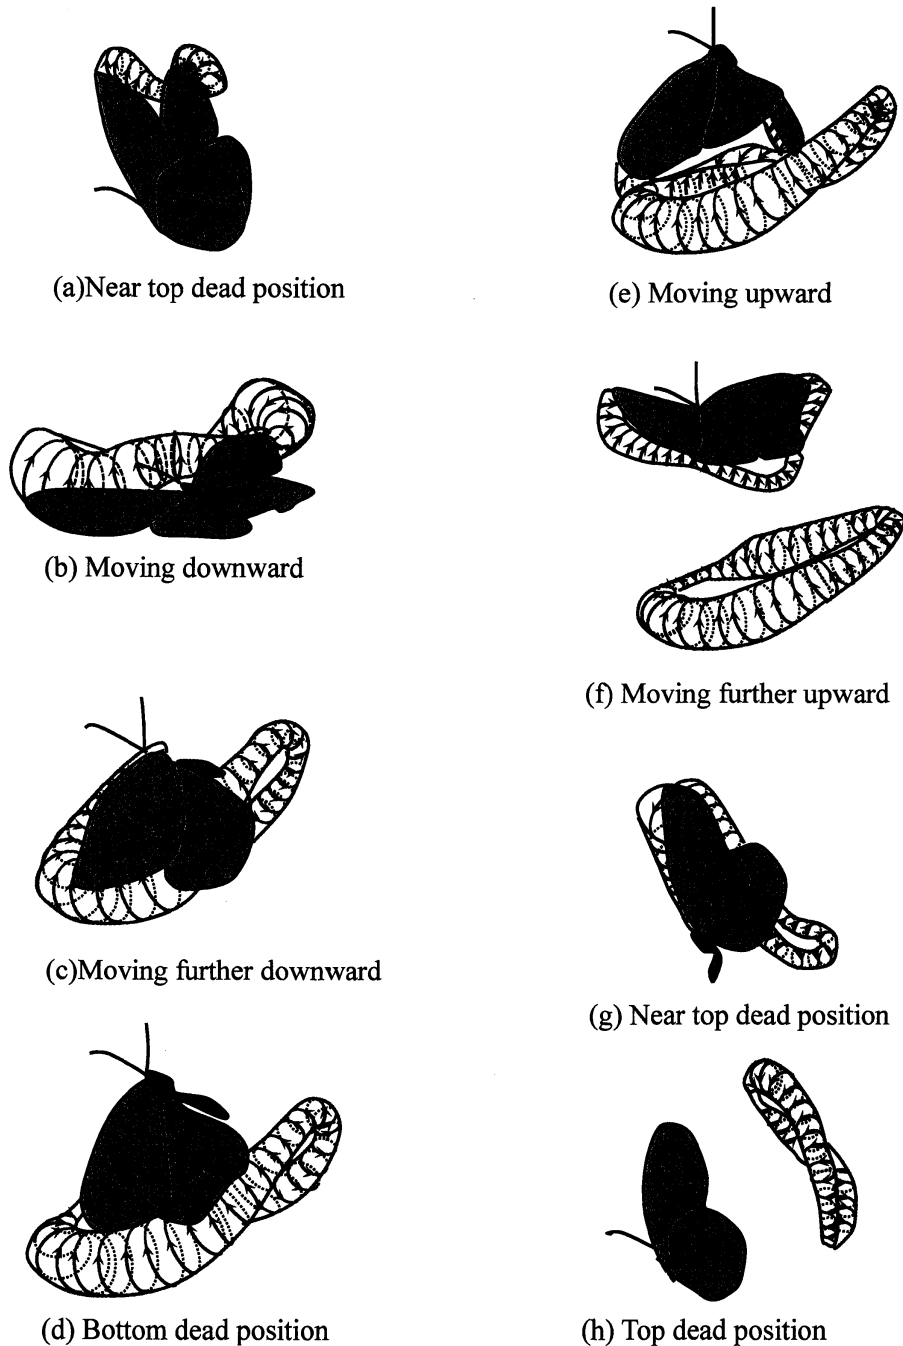 (a)Near top dead position
(b) Moving downward
(c)Moving further downward
(d) Bottom dead position
(e) Moving upward
(f) Moving further upward
(g) Near top dead position
(h) Top dead position